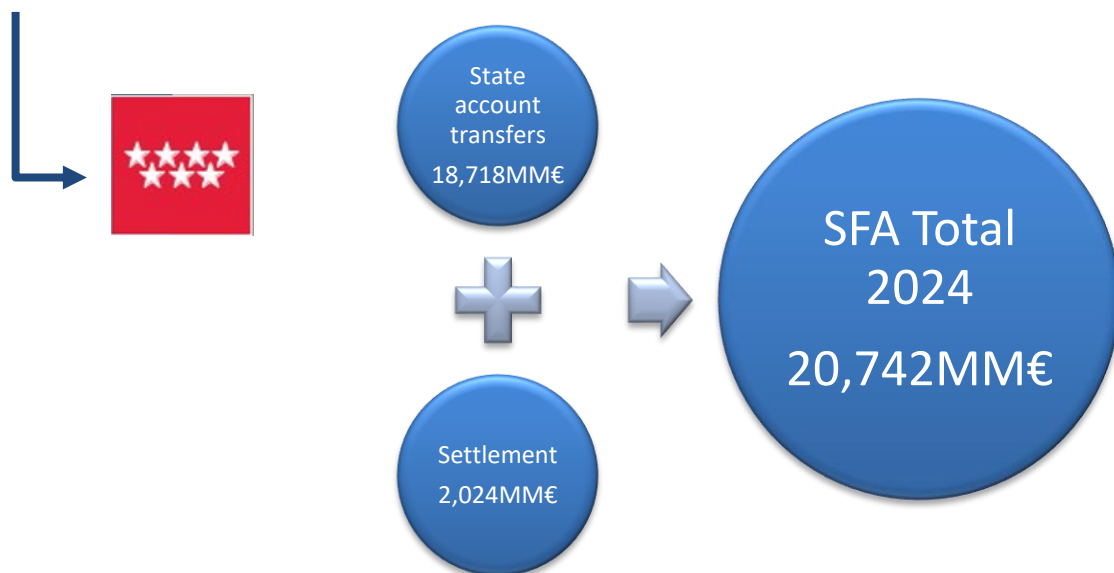 State
account
transfers
18,718MM€
Settlement
2,024MM€
SFA Total
2024
20,742MM€